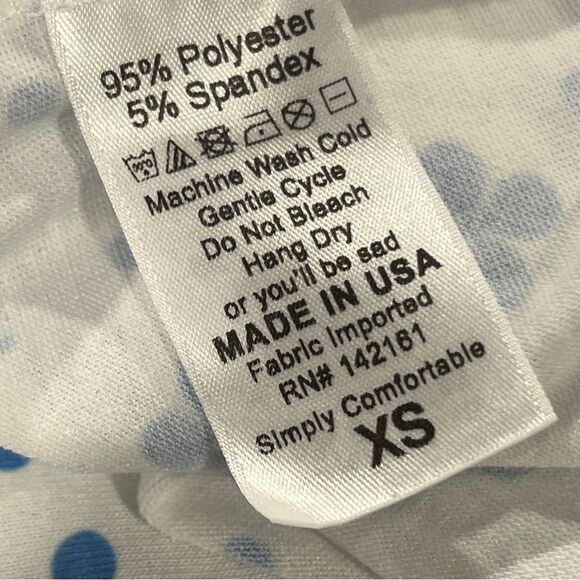 95% Polyester
5% Spandex
Machine Wash Cold
Gentle Cycle
Do Not Bleach
Hang Dry
or you'll be sad
MADE IN USA
Fabric Imported
RN# 142161
Simply Comfortable
XS